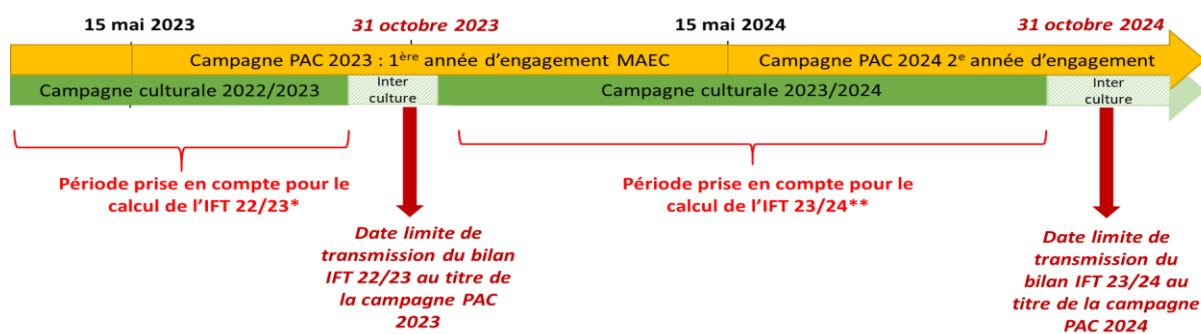 15 mai 2023
31 octobre 2023
15 mai 2024
31 octobre 2024
Campagne PAC 2023 : 1ère année d’engagement MAEC
Campagne PAC 2024 2e année d’engagement
Campagne culturale 2022/2023
Inter
culture
Campagne culturale 2023/2024
Inter
culture
Période prise en compte pour le
calcul de l’IFT 22/23*
Période prise en compte pour le
calcul de l’IFT 23/24**
Date limite de
transmission du bilan
IFT 22/23 au titre de
la campagne PAC
2023
Date limite de
transmission du
bilan IFT 23/24 au
titre de la campagne
PAC 2024